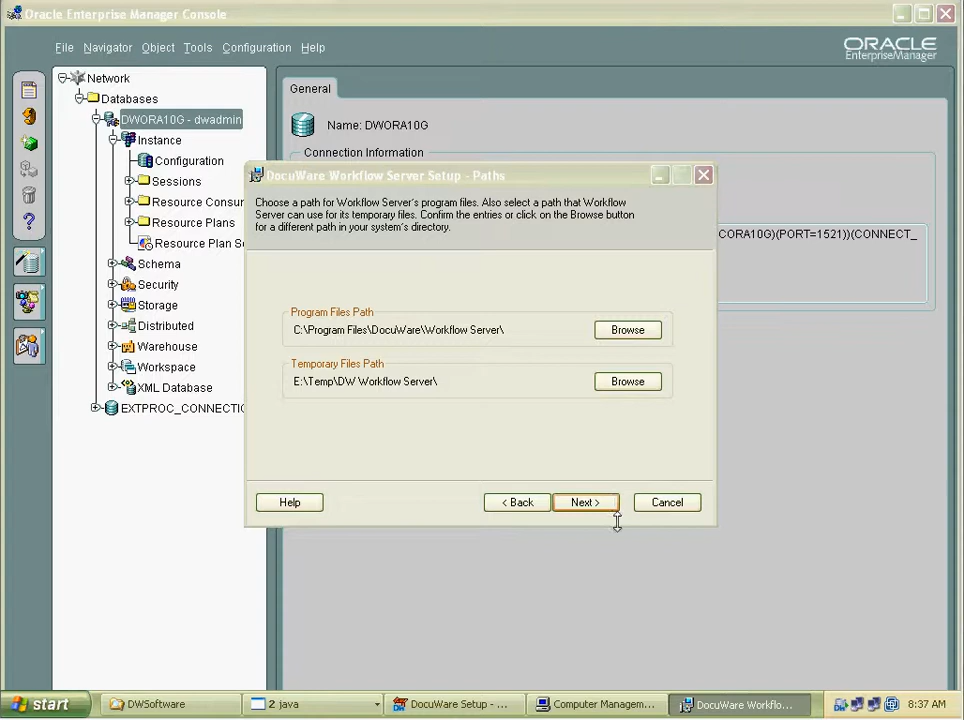 Oracle Enterprise Manager Console
File Navigator Object Tools Configuration Help
ORACLE
EnterpriseManager
Network
Databases
DWORA10G - dwadmin
Instance
Configuration
Sessions
Resource Consur
Resource Plans
Resource Plan S
Schema
Security
Storage
Distributed
Warehouse
Workspace
XML Database
EXTPROC_CONNECTIO
General
Name: DWORA10G
Connection Information
CORA10G)(PORT=1521))(CONNECT_
DocuWare Workflow Server Setup - Paths
Choose a path for Workflow Server's program files. Also select a path that Workflow
Server can use for its temporary files. Confirm the entries or click on the Browse button
for a different path in your system's directory.
Program Files Path
C:\Program Files\DocuWare\Workflow Server\
Browse
Temporary Files Path
E:\Temp\DW Workflow Server\
Browse
Help
< Back
Next >
Cancel
start
DWSoftware
2 java
DocuWare Setup - ...
Computer Managem...
DocuWare Workflo...
8:37 AM